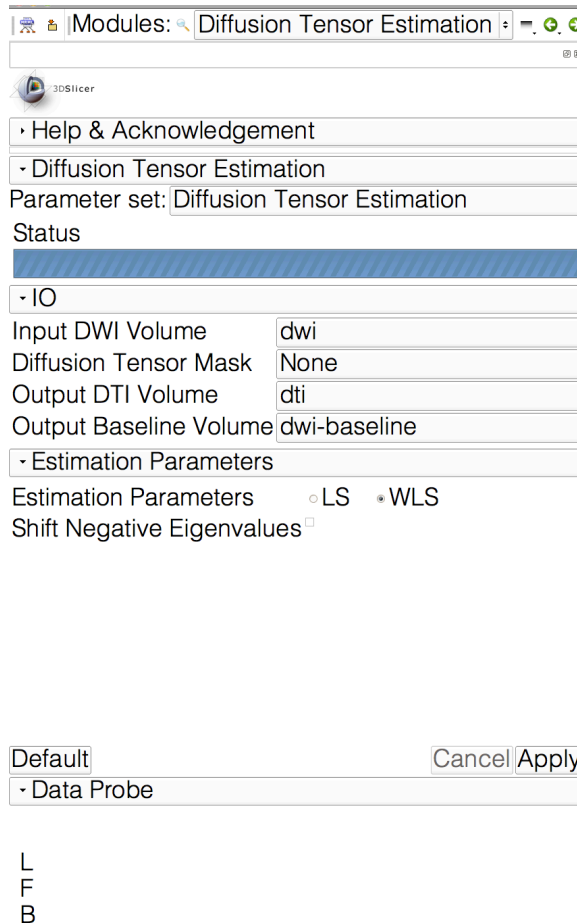 Modules: Diffusion Tensor Estimation
3DSlicer
Help & Acknowledgement
Diffusion Tensor Estimation
Parameter set: Diffusion Tensor Estimation
Status
IO
Input DWI Volume dwi
Diffusion Tensor Mask None
Output DTI Volume dti
Output Baseline Volume dwi-baseline
Estimation Parameters
Estimation Parameters LS WLS
Shift Negative Eigenvalues
Default Cancel Apply
Data Probe
L
F
B